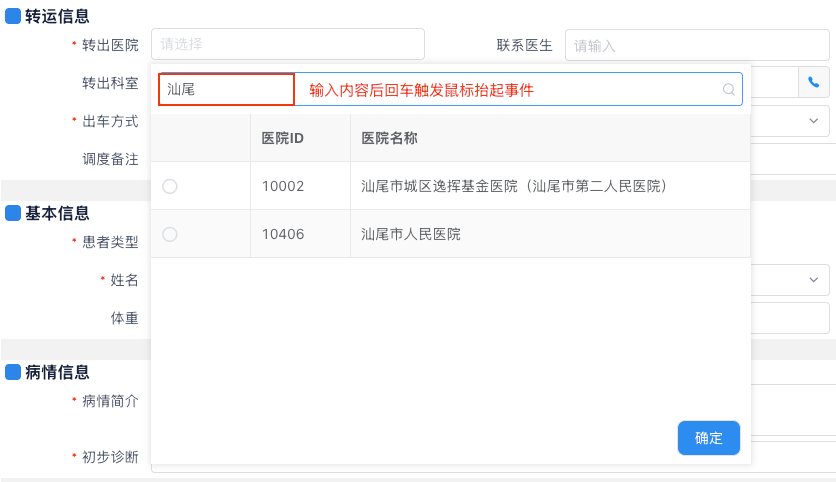 转运信息
* 转出医院 请选择 联系医生 请输入
转出科室
汕尾 输入内容后回车触发鼠标抬起事件
* 出车方式
医院ID 医院名称
调度备注
10002 汕尾市城区逸挥基金医院（汕尾市第二人民医院）
基本信息
* 患者类型
10406 汕尾市人民医院
* 姓名
体重
病情信息
* 病情简介
确定
* 初步诊断